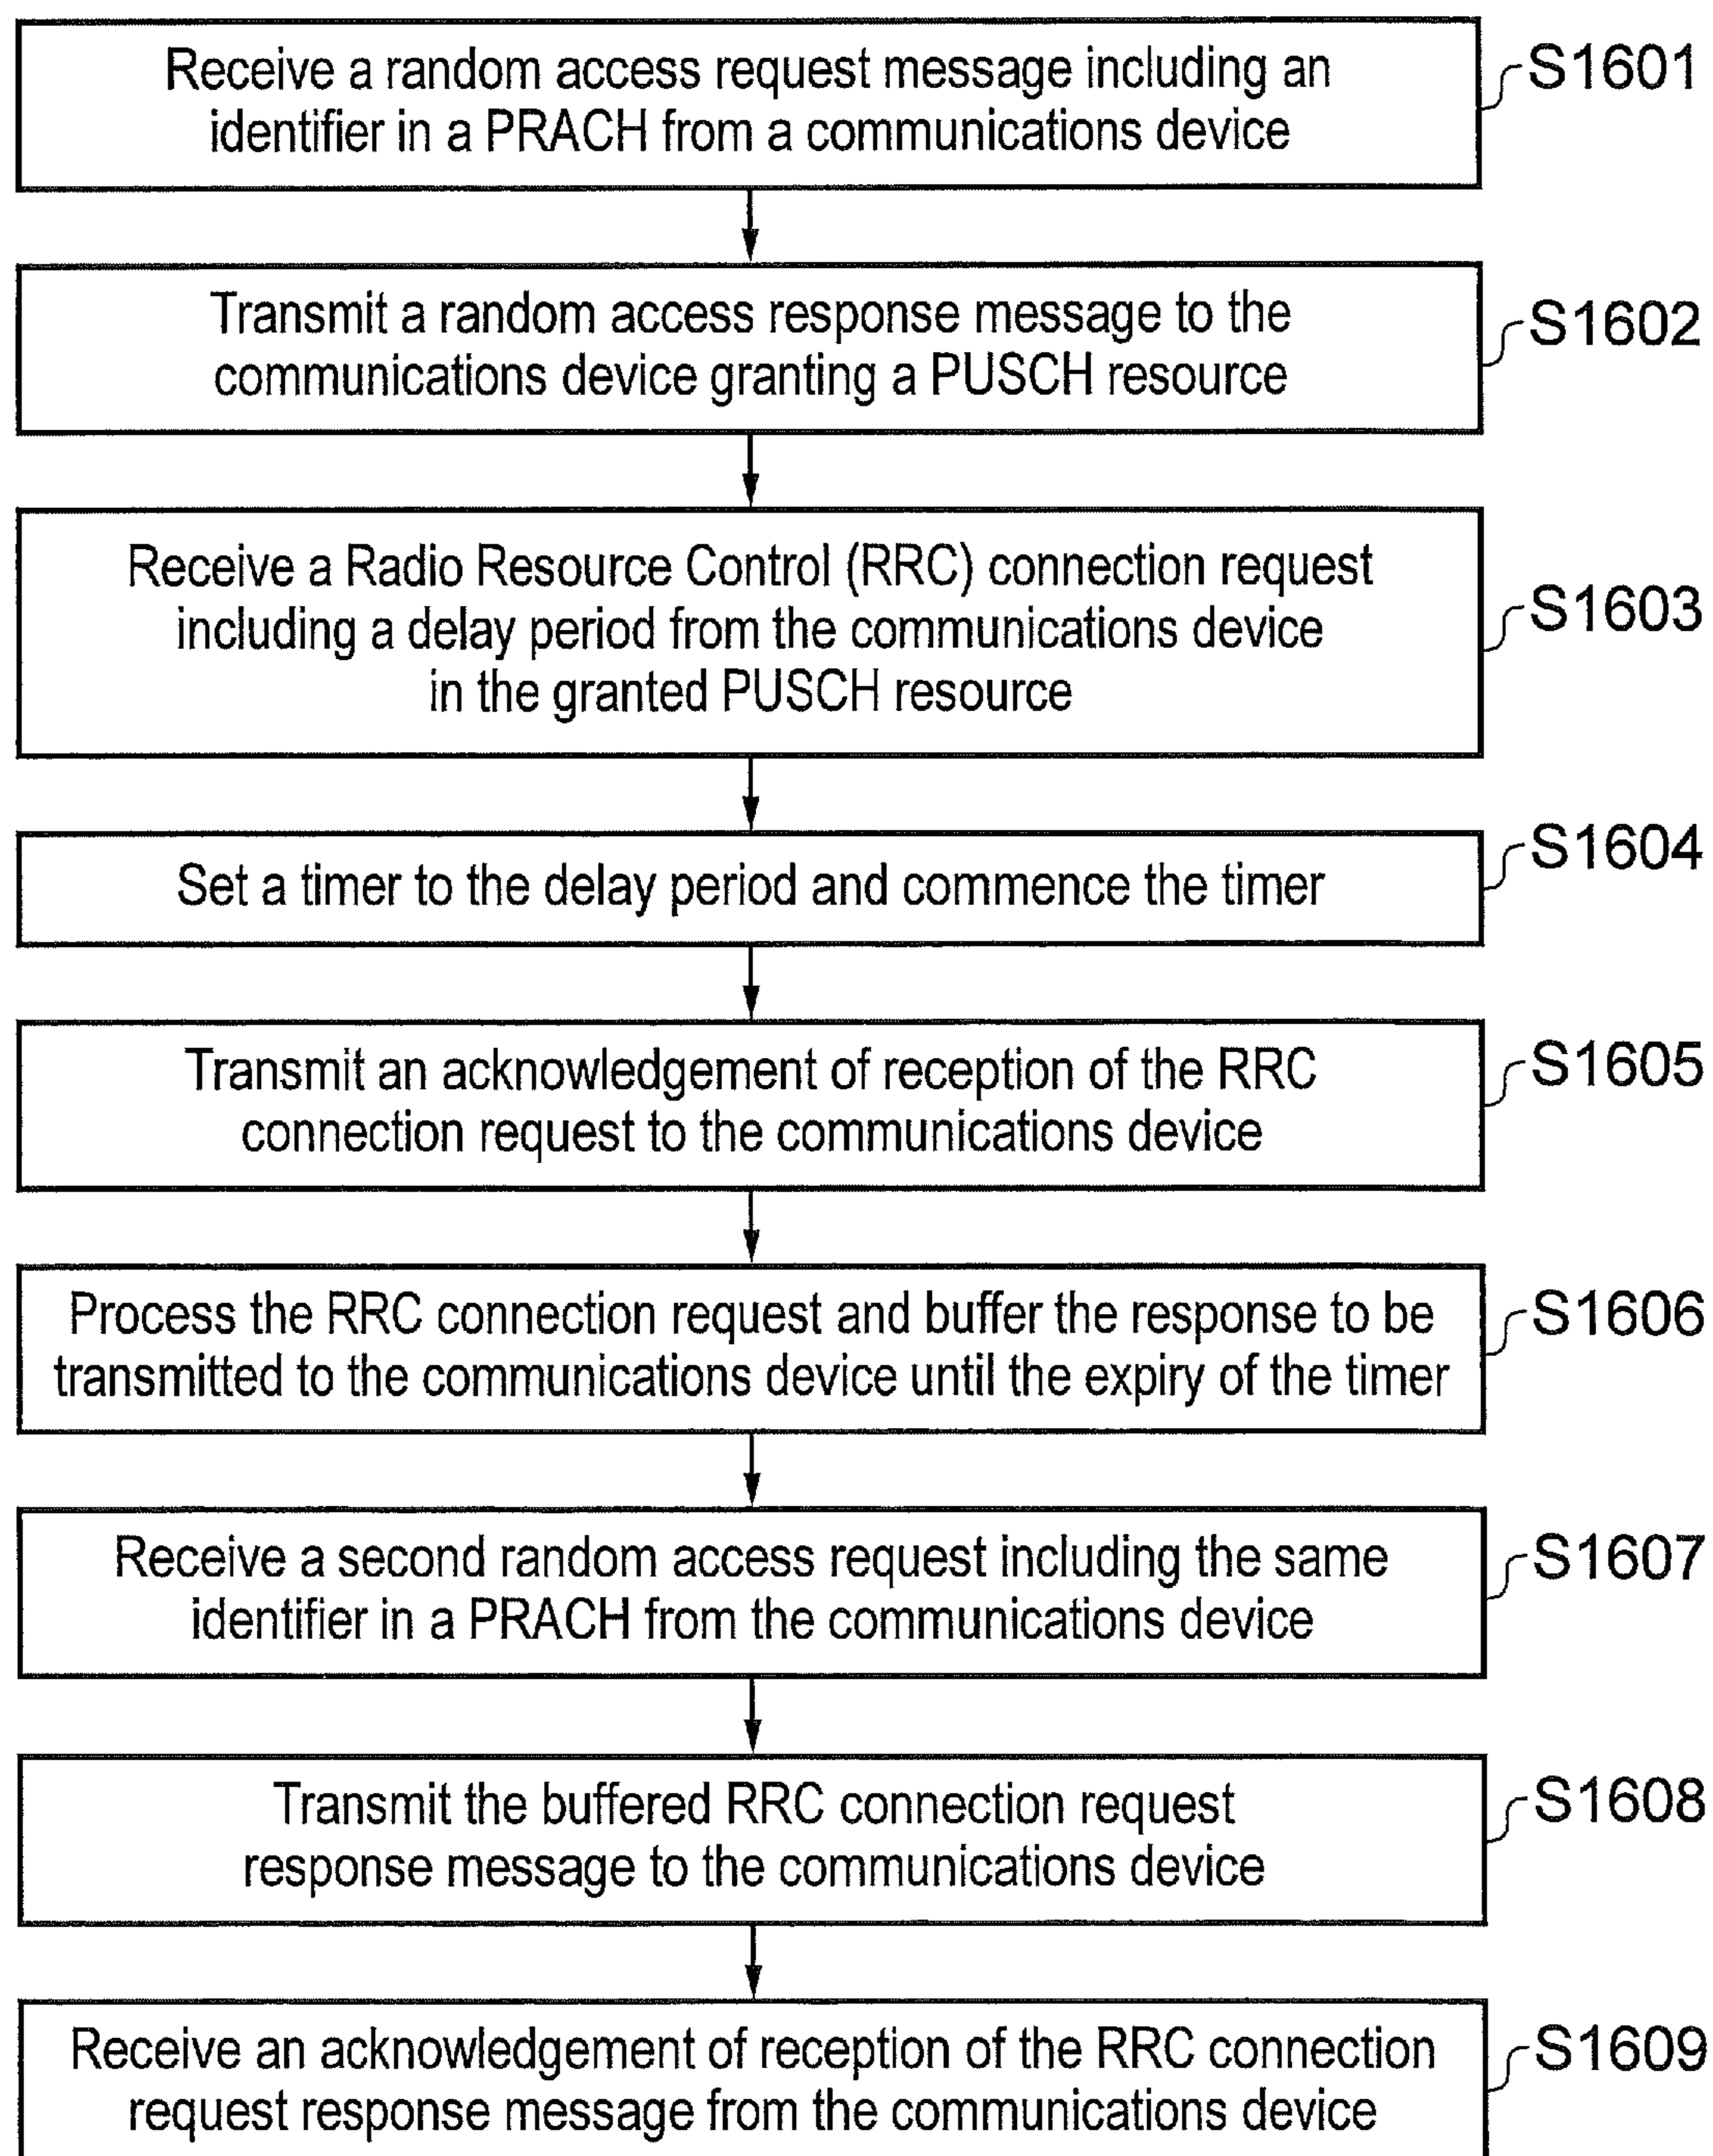 Receive a random access request message including an
identifier in a PRACH from a communications device
S1601
Transmit a random access response message to the
communications device granting a PUSCH resource
S1602
Receive a Radio Resource Control (RRC) connection request
including a delay period from the communications device
in the granted PUSCH resource
S1603
Set a timer to the delay period and commence the timer
S1604
Transmit an acknowledgement of reception of the RRC
connection request to the communications device
S1605
Process the RRC connection request and buffer the response to be
transmitted to the communications device until the expiry of the timer
S1606
Receive a second random access request including the same
identifier in a PRACH from the communications device
S1607
Transmit the buffered RRC connection request
response message to the communications device
S1608
Receive an acknowledgement of reception of the RRC connection
request response message from the communications device
S1609